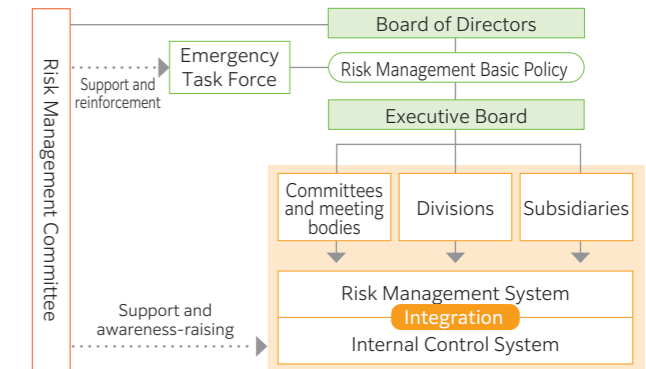 Risk Management Committee
Board of Directors
Emergency
Task Force
Support and
reinforcement
Risk Management Basic Policy
Executive Board
Committees
and meeting
bodies
Divisions
Subsidiaries
Risk Management System
Integration
Internal Control System
Support and
awareness-raising